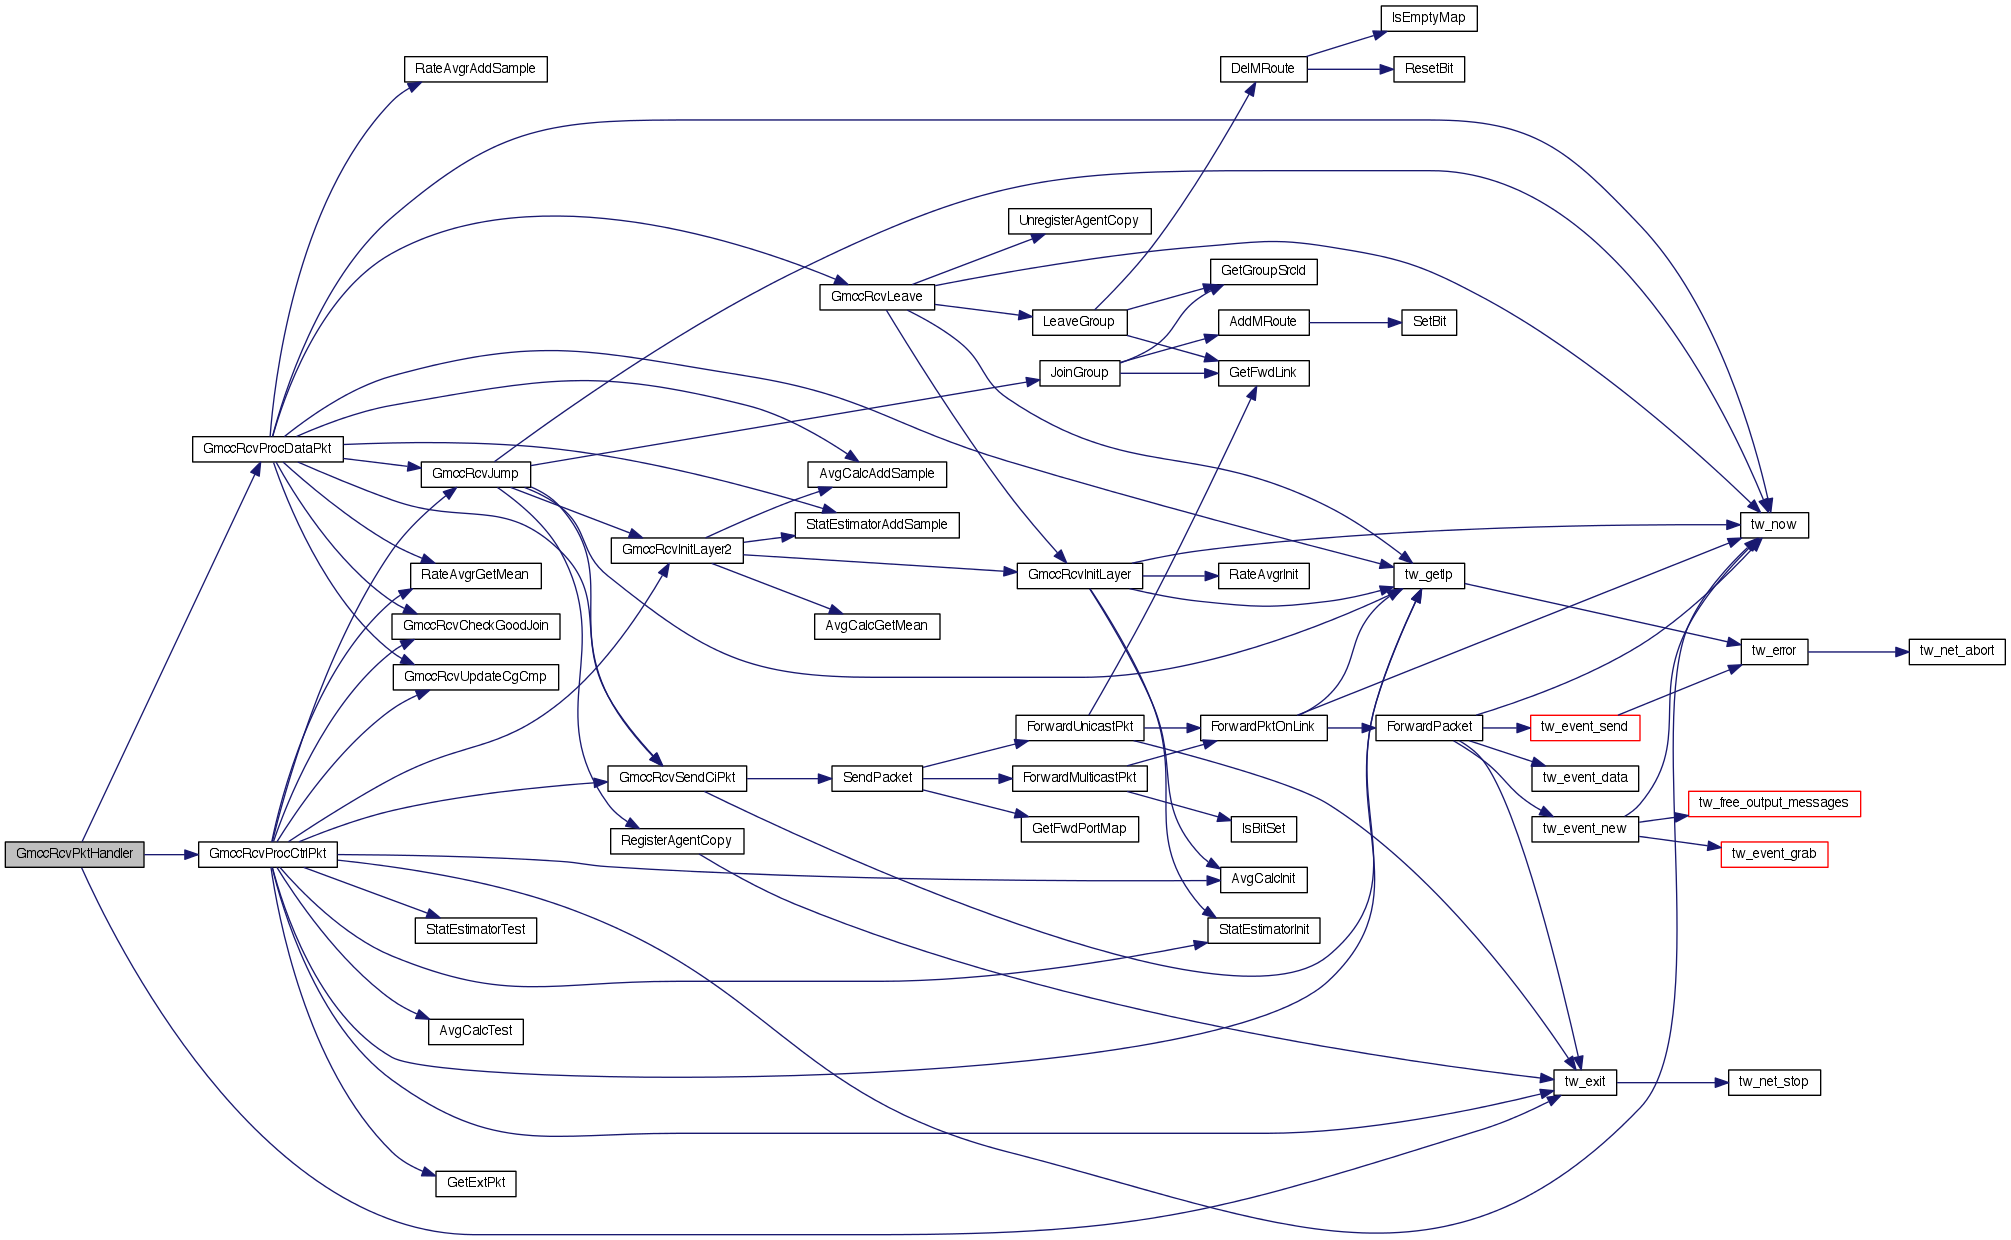 IsEmptyMap
RateAvgrAddSample
DelMRoute
ResetBit
UnregisterAgentCopy
GetGroupSrcId
GmccRcvLeave
LeaveGroup
AddMRoute
SetBit
JoinGroup
GetFwdLink
GmccRcvProcDataPkt
GmccRcvJump
AvgCalcAddSample
StatEstimatorAddSample
tw_now
GmccRcvInitLayer2
RateAvgrGetMean
GmccRcvInitLayer
RateAvgrInit
tw_getlp
GmccRcvCheckGoodJoin
AvgCalcGetMean
tw_error
tw_net_abort
GmccRcvUpdateCgCmp
ForwardUnicastPkt
ForwardPktOnLink
ForwardPacket
tw_event_send
GmccRcvSendCiPkt
SendPacket
ForwardMulticastPkt
tw_event_data
tw_free_output_messages
GetFwdPortMap
IsBitSet
tw_event_new
RegisterAgentCopy
GmccRcvPktHandler
GmccRcvProcCtrlPkt
tw_event_grab
AvgCalcInit
StatEstimatorTest
StatEstimatorInit
AvgCalcTest
tw_exit
tw_net_stop
GetExtPkt